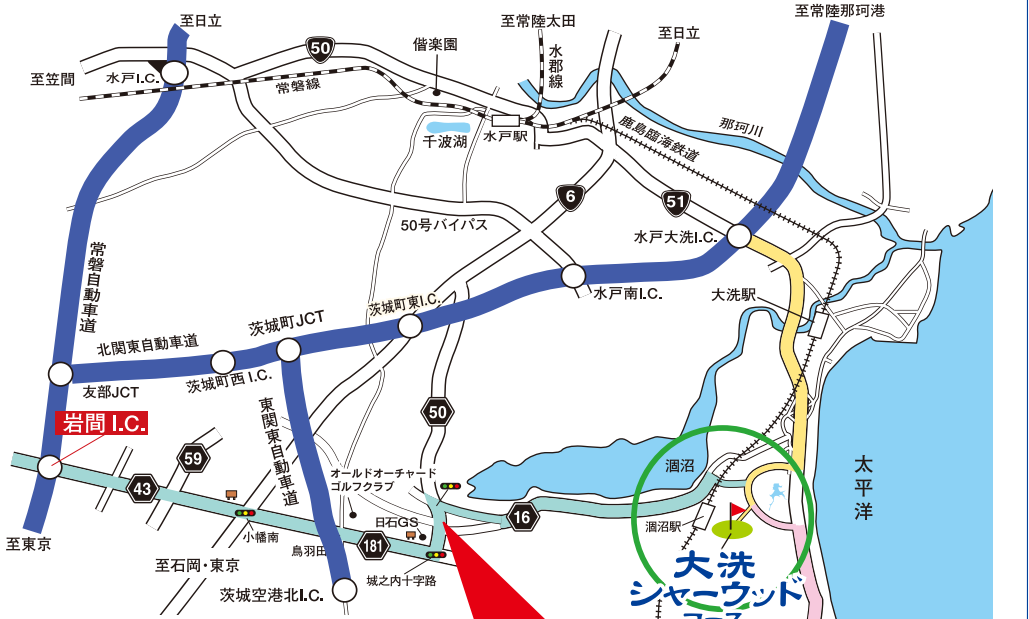 至日立
至常陸太田
至常陸那珂港
50
偕楽園
水郡線
至日立
水戸I.C.
至笠間
常磐線
水戸駅
千波湖
鹿島臨海鉄道
那珂川
6
51
50号バイパス
水戸大洗I.C.
常磐自動車道
水戸南I.C.
大洗駅
茨城町東I.C.
茨城町JCT
北関東自動車道
茨城町西I.C.
友部JCT
東関東自動車道
50
岩間 I.C.
59
43
オールドオーチャード
ゴルフクラブ
涸沼
太平洋
16
日石GS
涸沼駅
小幡南
鳥羽田
181
至東京
至石岡・東京
城之内十字路
茨城空港北I.C.
大洗
シャーウッド
コース